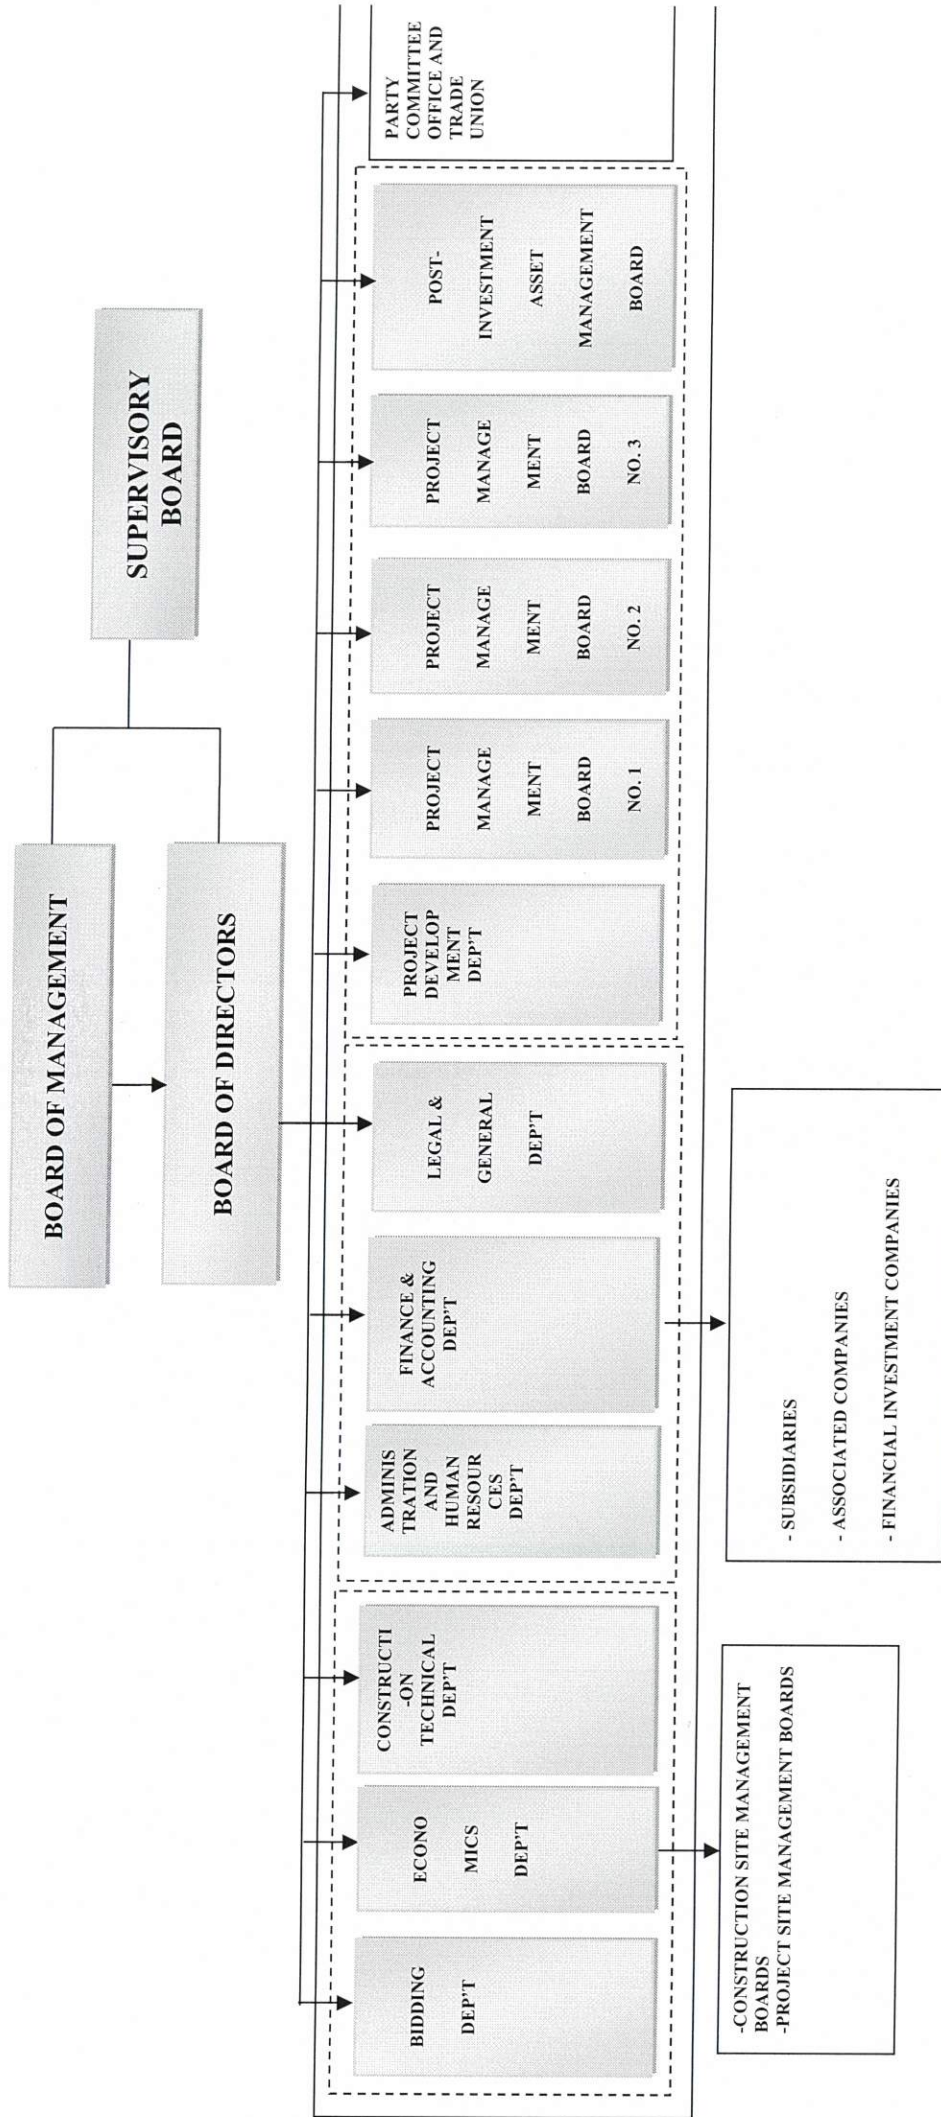 BOARD OF MANAGEMENT
SUPERVISORY
BOARD
BOARD OF DIRECTORS
BIDDING
DEP'T
ECONO
MICS
DEP'T
CONSTRUCTI
-ON
TECHNICAL
DEP'T
ADMINIS
TRATION
AND
HUMAN
RESOUR
CES
DEP'T
FINANCE &
ACCOUNTING
DEP'T
LEGAL &
GENERAL
DEP'T
PROJECT
DEVELOP
MENT
DEP'T
PROJECT
MANAGE
MENT
BOARD
NO. 1
PROJECT
MANAGE
MENT
BOARD
NO. 2
PROJECT
MANAGE
MENT
BOARD
NO. 3
POST-
INVESTMENT
ASSET
MANAGEMENT
BOARD
PARTY
COMMITTEE
OFFICE AND
TRADE
UNION
-CONSTRUCTION SITE MANAGEMENT
BOARDS
-PROJECT SITE MANAGEMENT BOARDS
- SUBSIDIARIES
- ASSOCIATED COMPANIES
- FINANCIAL INVESTMENT COMPANIES